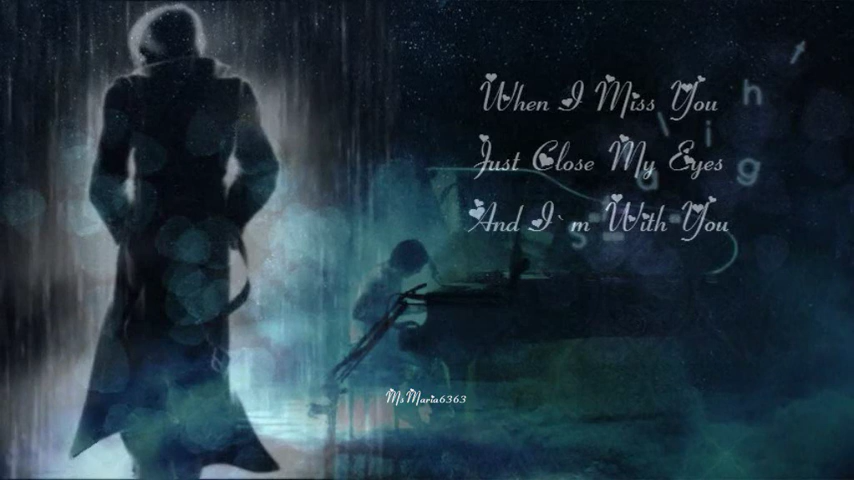 When I Miss You
Just Close My Eyes
And I`m With You
MsMaria6363